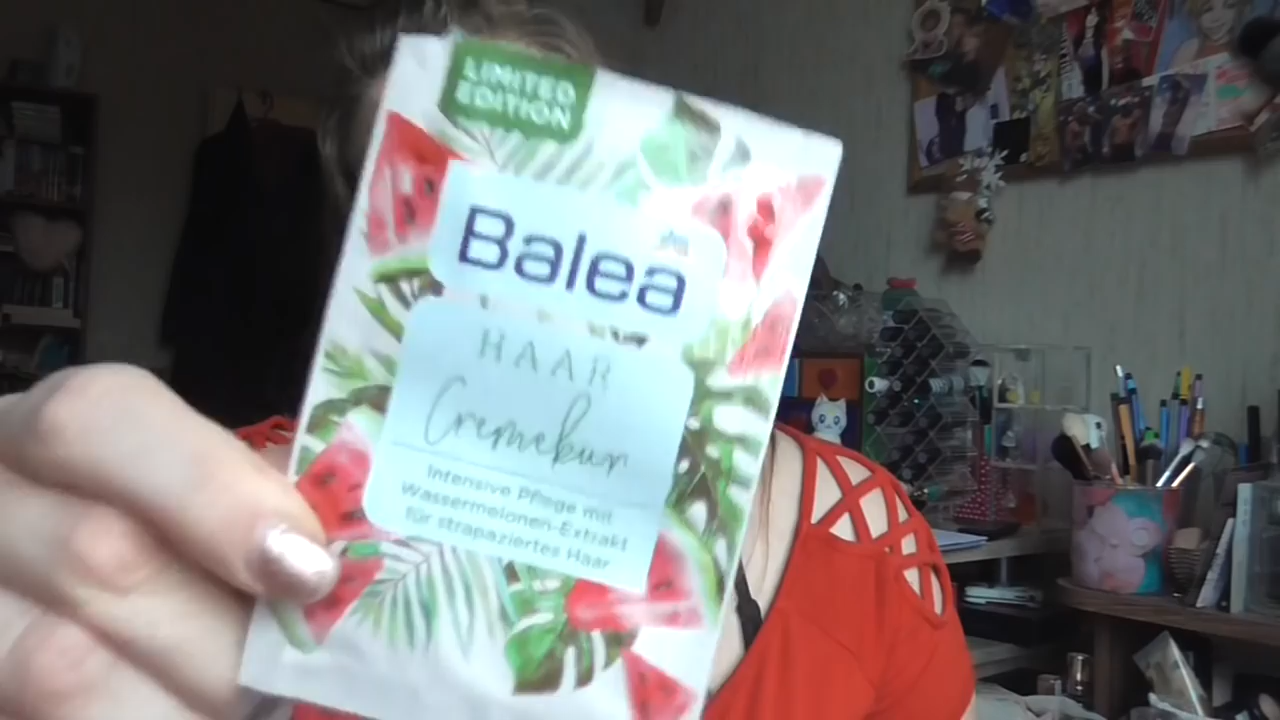 LIMITED
EDITION
Balea
HAAR
Cremekur
Intensive Pflege mit
Wassermelonen-Extrakt
für strapaziertes Haar